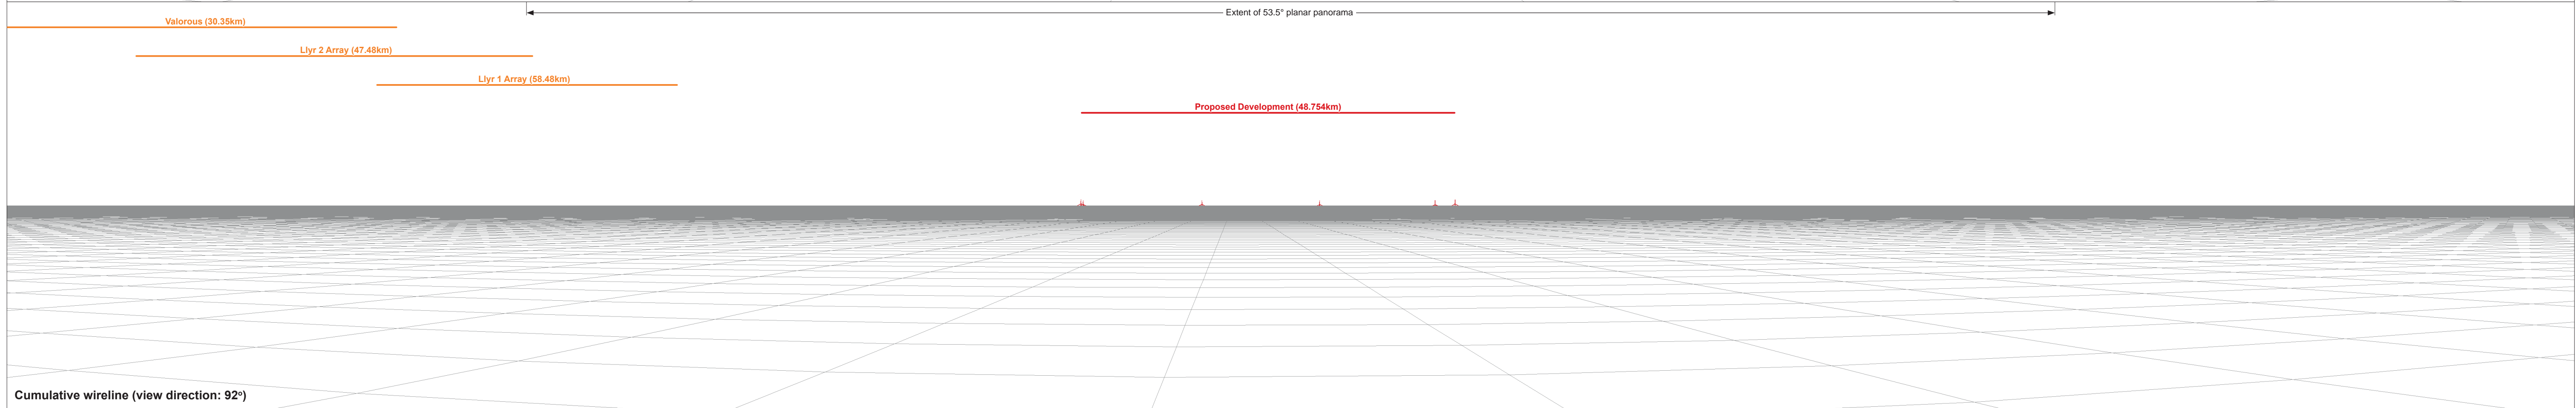 Extent of 53.5° planar panorama
Valorous (30.35km)
Llyr 2 Array (47.48km)
Llyr 1 Array (58.48km)
Proposed Development (48.754km)
Cumulative wireline (view direction: 92°)